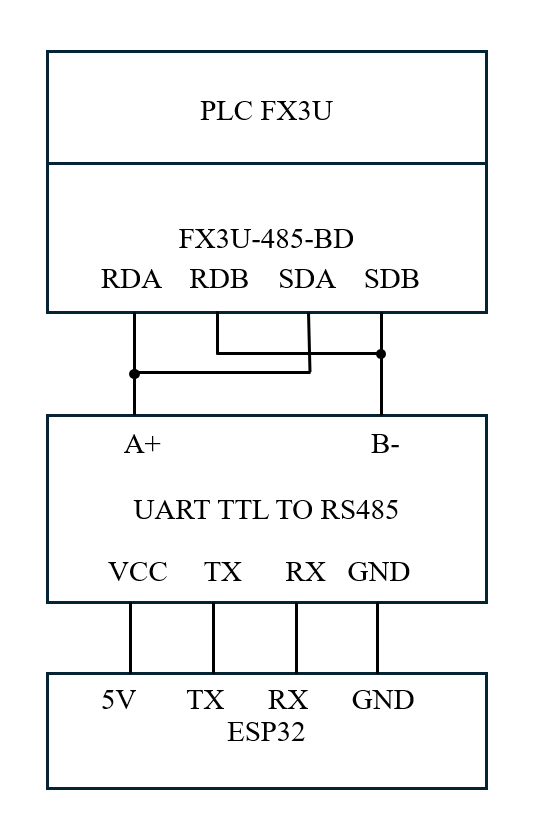 PLC FX3U
FX3U-485-BD
RDA RDB SDA SDB
A+ B-
UART TTL TO RS485
VCC TX RX GND
5V TX RX GND
ESP32